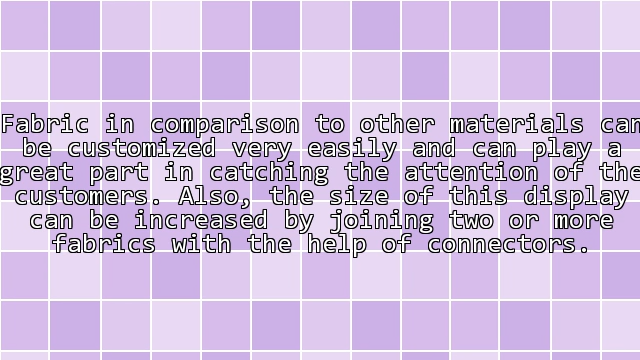 Fabric in comparison to other materials can
be customized very easily and can play a
great part in catching the attention of the
customers. Also, the size of this display
can be increased by joining two or more
fabrics with the help of connectors.